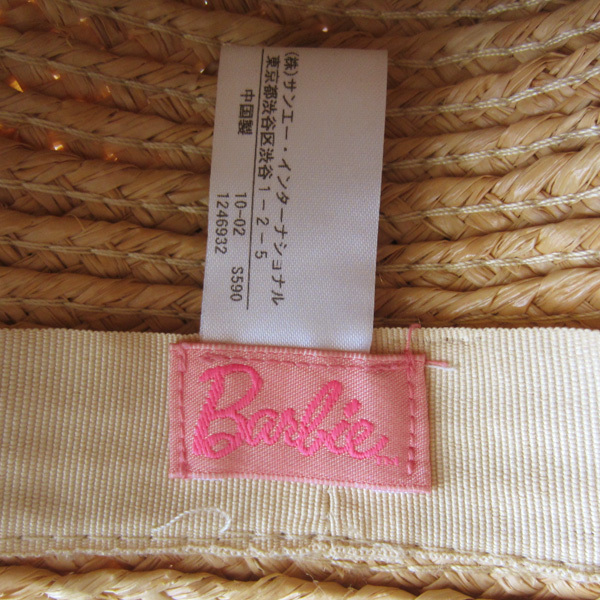 (株)サンエー・インターナショナル
東京都渋谷区渋谷1-2-5
中国製
10-02 S590
1246932
Barbie